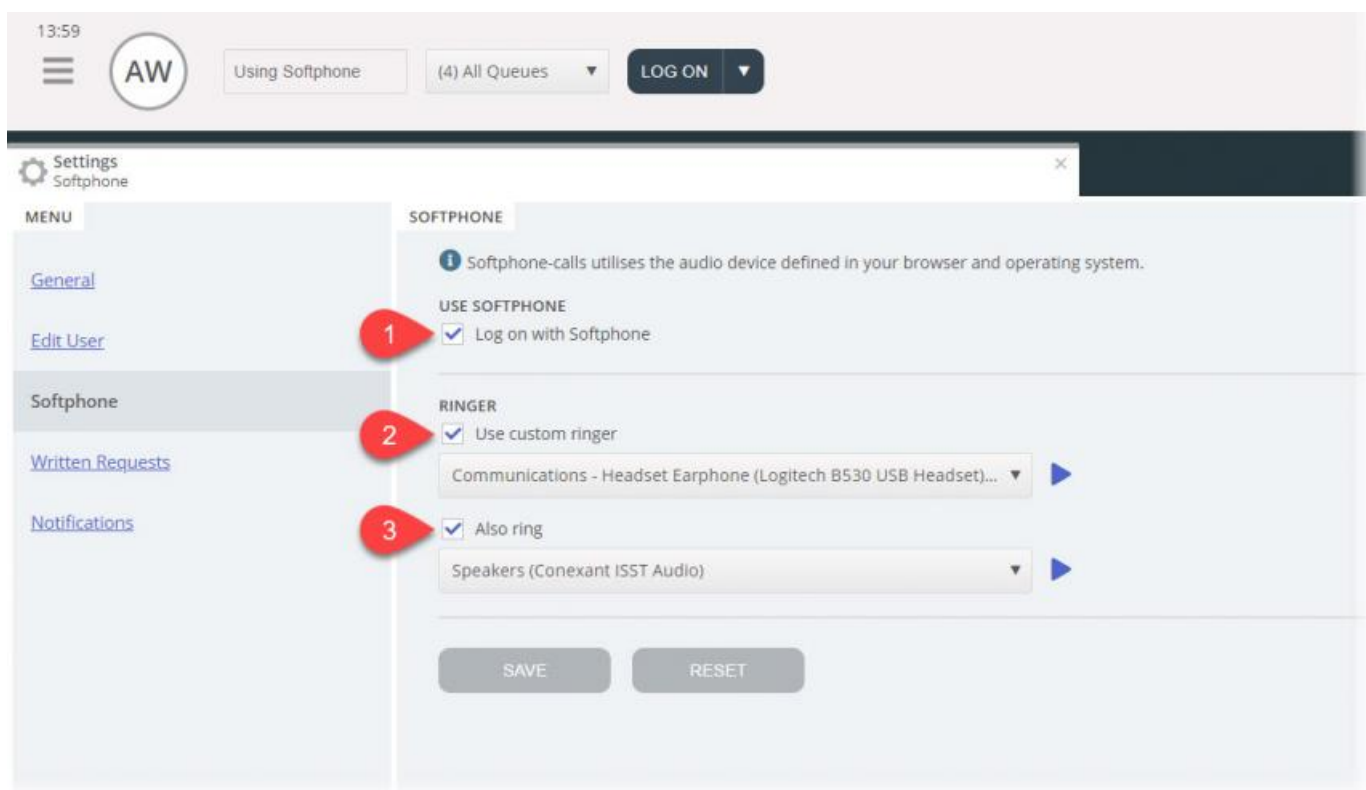 13:59
AW
Using Softphone
(4) All Queues
LOG ON
Settings
Softphone
MENU
General
Edit User
Softphone
Written Requests
Notifications
SOFTPHONE
Softphone-calls utilises the audio device defined in your browser and operating system.
USE SOFTPHONE
1
Log on with Softphone
RINGER
2
Use custom ringer
Communications - Headset Earphone (Logitech B530 USB Headset)...
3
Also ring
Speakers (Conexant ISST Audio)
SAVE
RESET